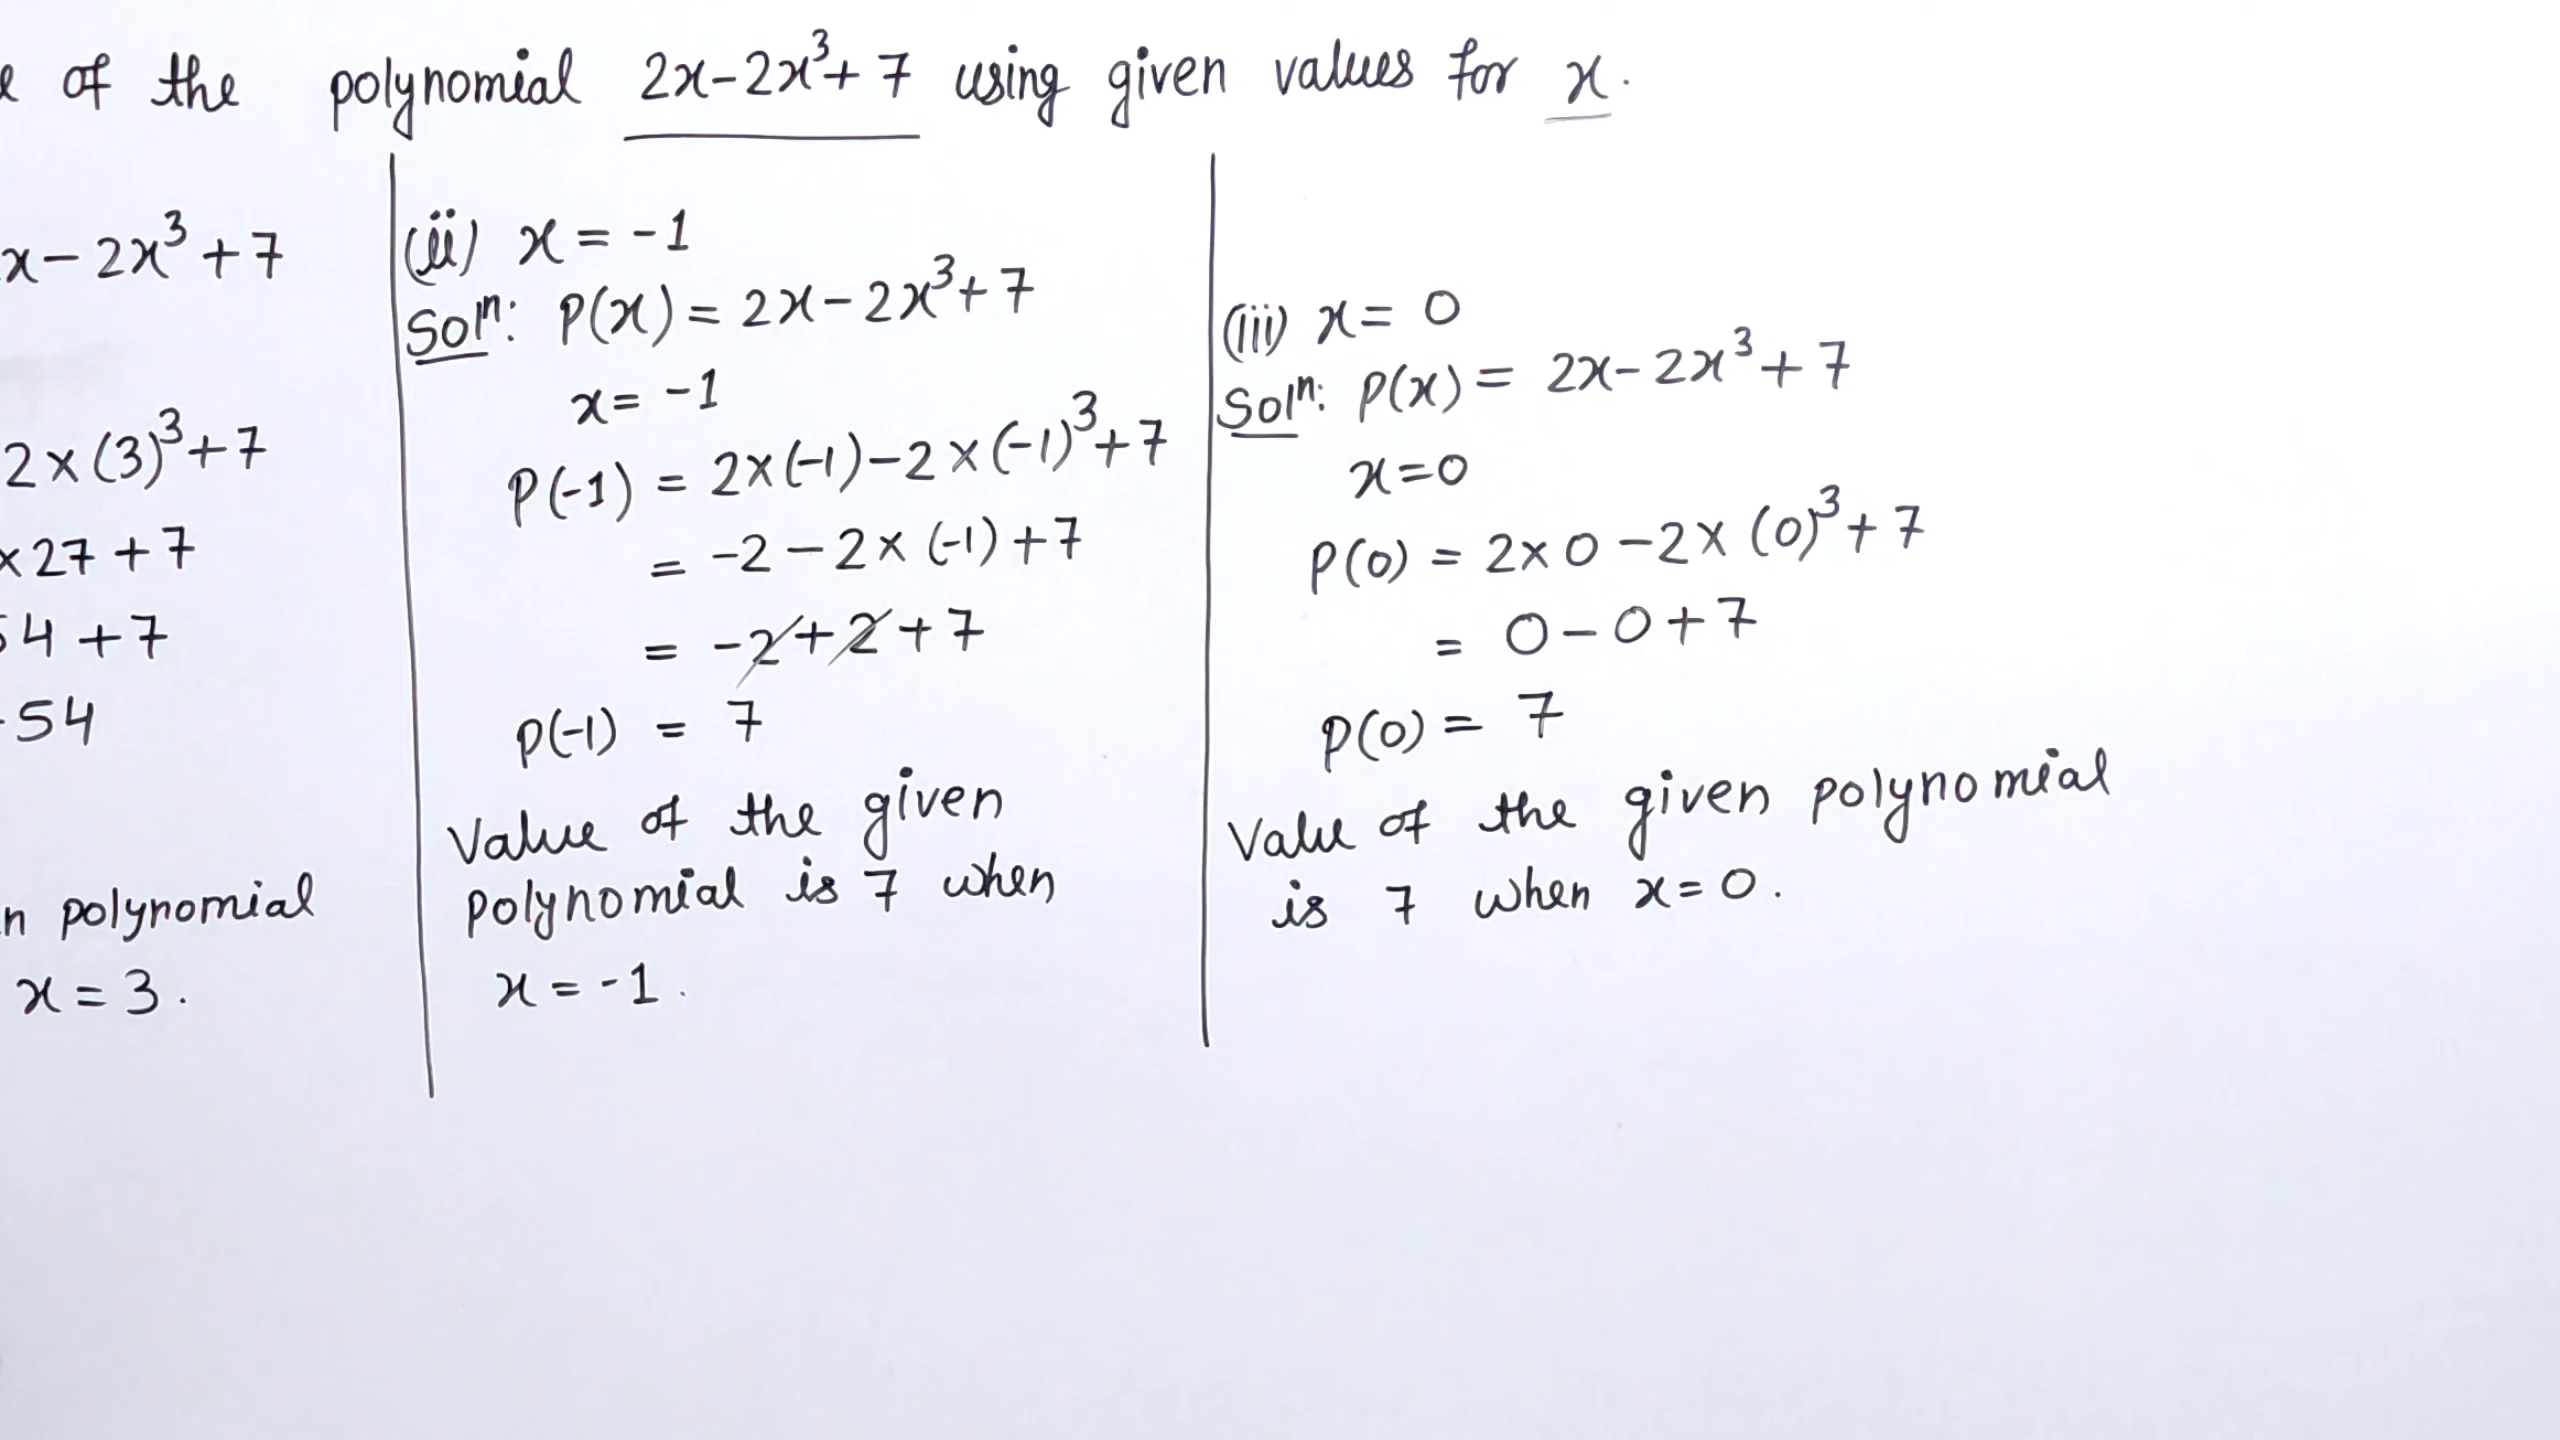 e of the polynomial 2x-2x³+7 using given values for x.
x-2x³+7
2×(3)³+7
×27+7
54+7
-54
n polynomial
x=3.
(ii) x=-1
Solⁿ: P(x)=2x-2x³+7
x=-1
P(-1)=2×(-1)-2×(-1)³+7
=-2-2×(-1)+7
=-2+2+7
P(-1)=7
Value of the given
polynomial is 7 when
x=-1.
(iii) x=0
Solⁿ: P(x)=2x-2x³+7
x=0
P(0)=2×0-2×(0)³+7
=0-0+7
P(0)=7
Value of the given polynomial
is 7 when x=0.